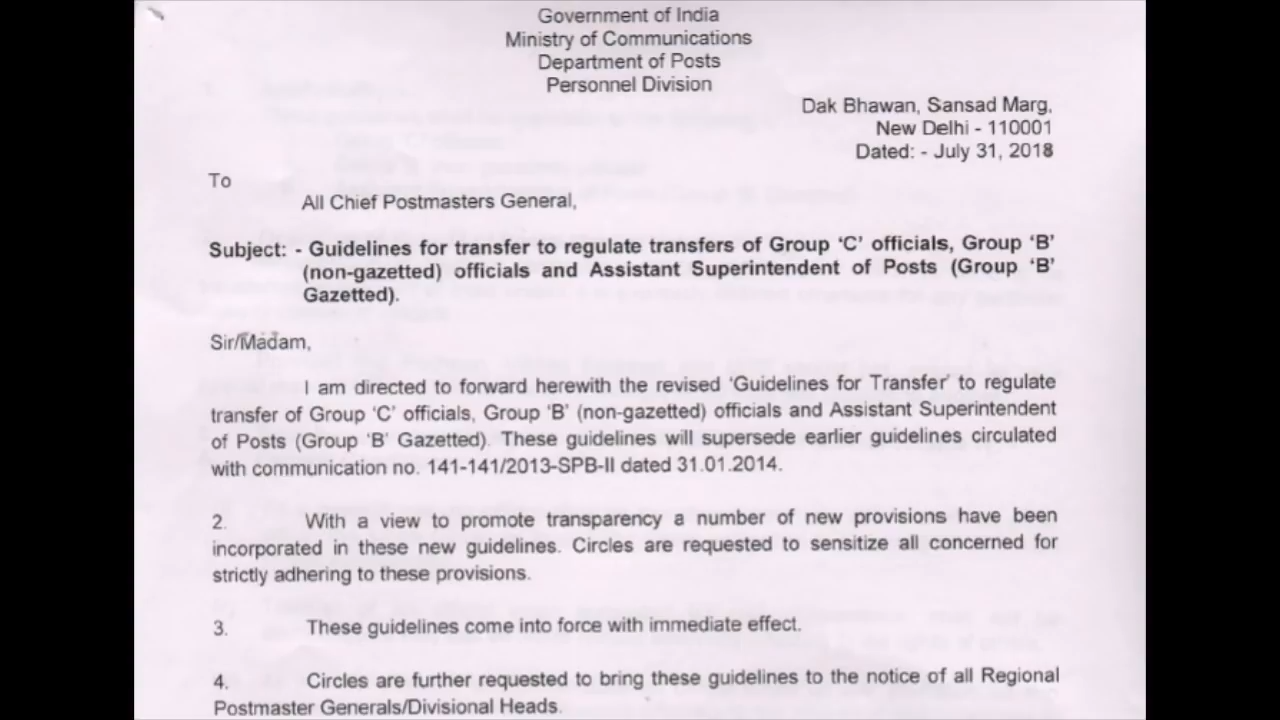 Government of India
Ministry of Communications
Department of Posts
Personnel Division
Dak Bhawan, Sansad Marg,
New Delhi - 110001
Dated: - July 31, 2018
To
All Chief Postmasters General,
Subject: - Guidelines for transfer to regulate transfers of Group ‘C’ officials, Group ‘B’
(non-gazetted) officials and Assistant Superintendent of Posts (Group ‘B’
Gazetted).
Sir/Madam,
I am directed to forward herewith the revised ‘Guidelines for Transfer’ to regulate
transfer of Group ‘C’ officials, Group ‘B’ (non-gazetted) officials and Assistant Superintendent
of Posts (Group ‘B’ Gazetted). These guidelines will supersede earlier guidelines circulated
with communication no. 141-141/2013-SPB-II dated 31.01.2014.
2. With a view to promote transparency a number of new provisions have been
incorporated in these new guidelines. Circles are requested to sensitize all concerned for
strictly adhering to these provisions.
3. These guidelines come into force with immediate effect.
4. Circles are further requested to bring these guidelines to the notice of all Regional
Postmaster Generals/Divisional Heads.